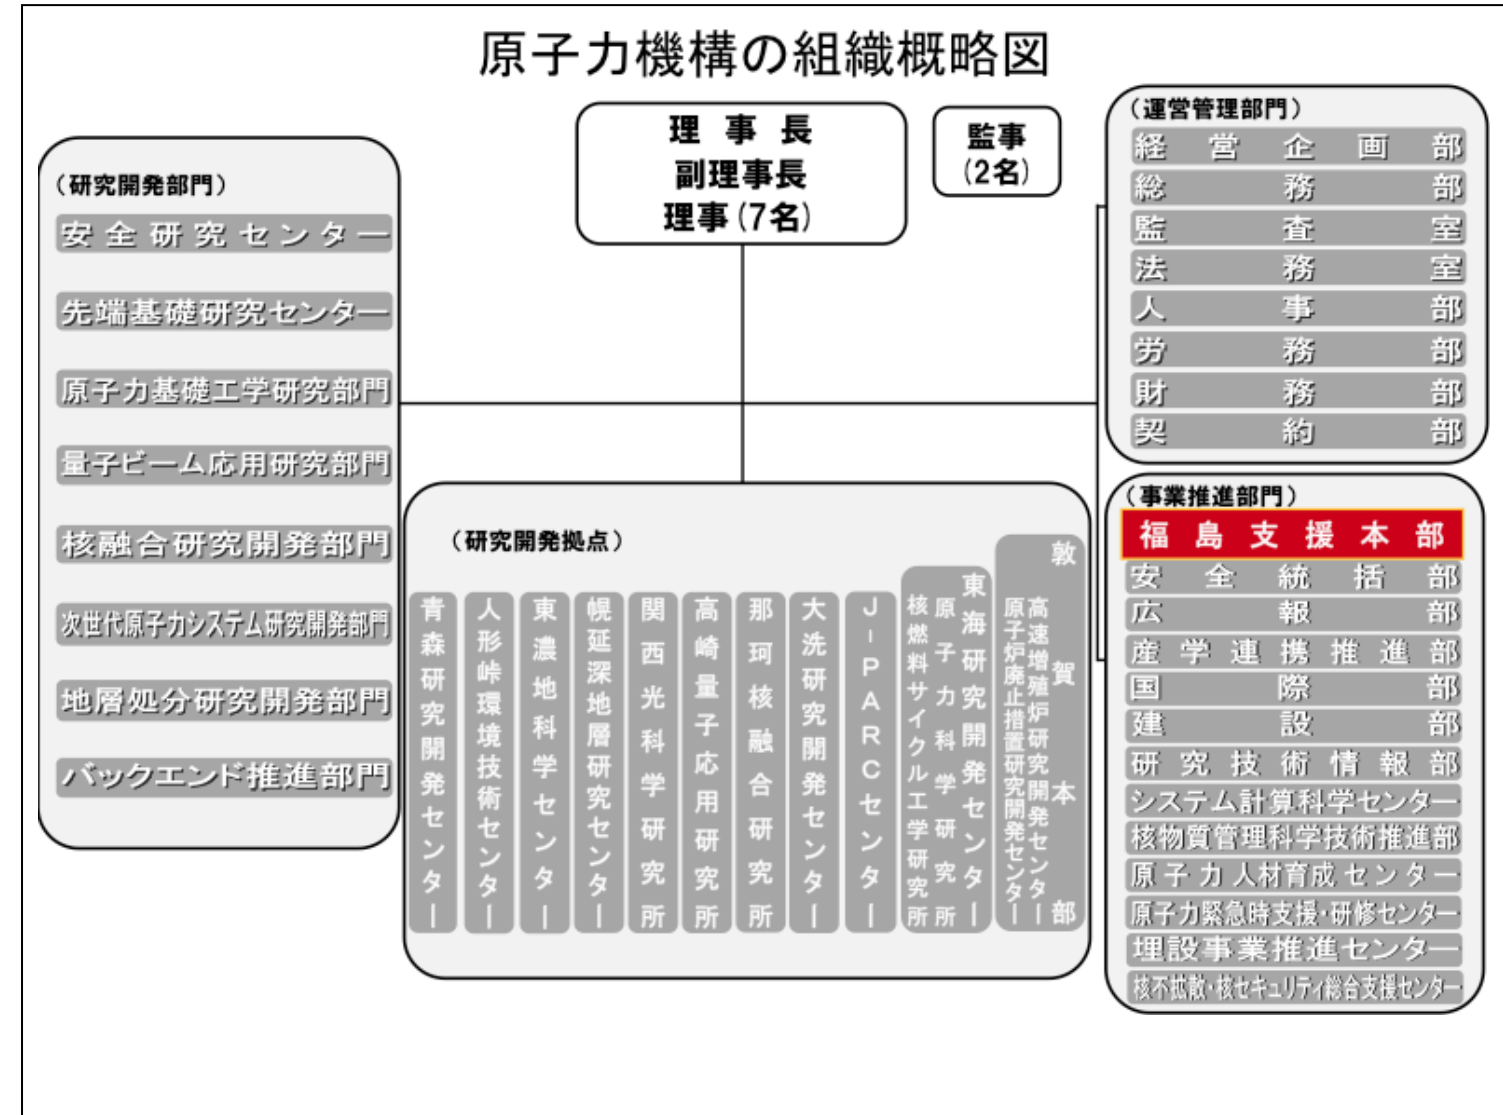 原子力機構の組織概略図
理事長
副理事長
理事(7名)
監事
(2名)
(研究開発部門)
安全研究センター
先端基礎研究センター
原子力基礎工学研究部門
量子ビーム応用研究部門
核融合研究開発部門
次世代原子力システム研究開発部門
地層処分研究開発部門
バックエンド推進部門
(研究開発拠点)
青森研究開発センター
人形峠環境技術センター
東濃地科学センター
幌延深地層研究センター
関西光科学研究所
高崎量子応用研究所
那珂核融合研究所
大洗研究開発センター
J-PARCセンター
東海研究開発センター
原子力科学研究所
核燃料サイクル工学研究所
敦賀本部
高速増殖炉研究開発センター
原子炉廃止措置研究開発センター
(運営管理部門)
経営企画部
総務部
監査室
法務室
人事部
労務部
財務部
契約部
(事業推進部門)
福島支援本部
安全統括部
広報部
産学連携推進部
国際部
建設部
研究技術情報部
システム計算科学センター
核物質管理科学技術推進部
原子力人材育成センター
原子力緊急時支援・研修センター
埋設事業推進センター
核不拡散・核セキュリティ総合支援センター